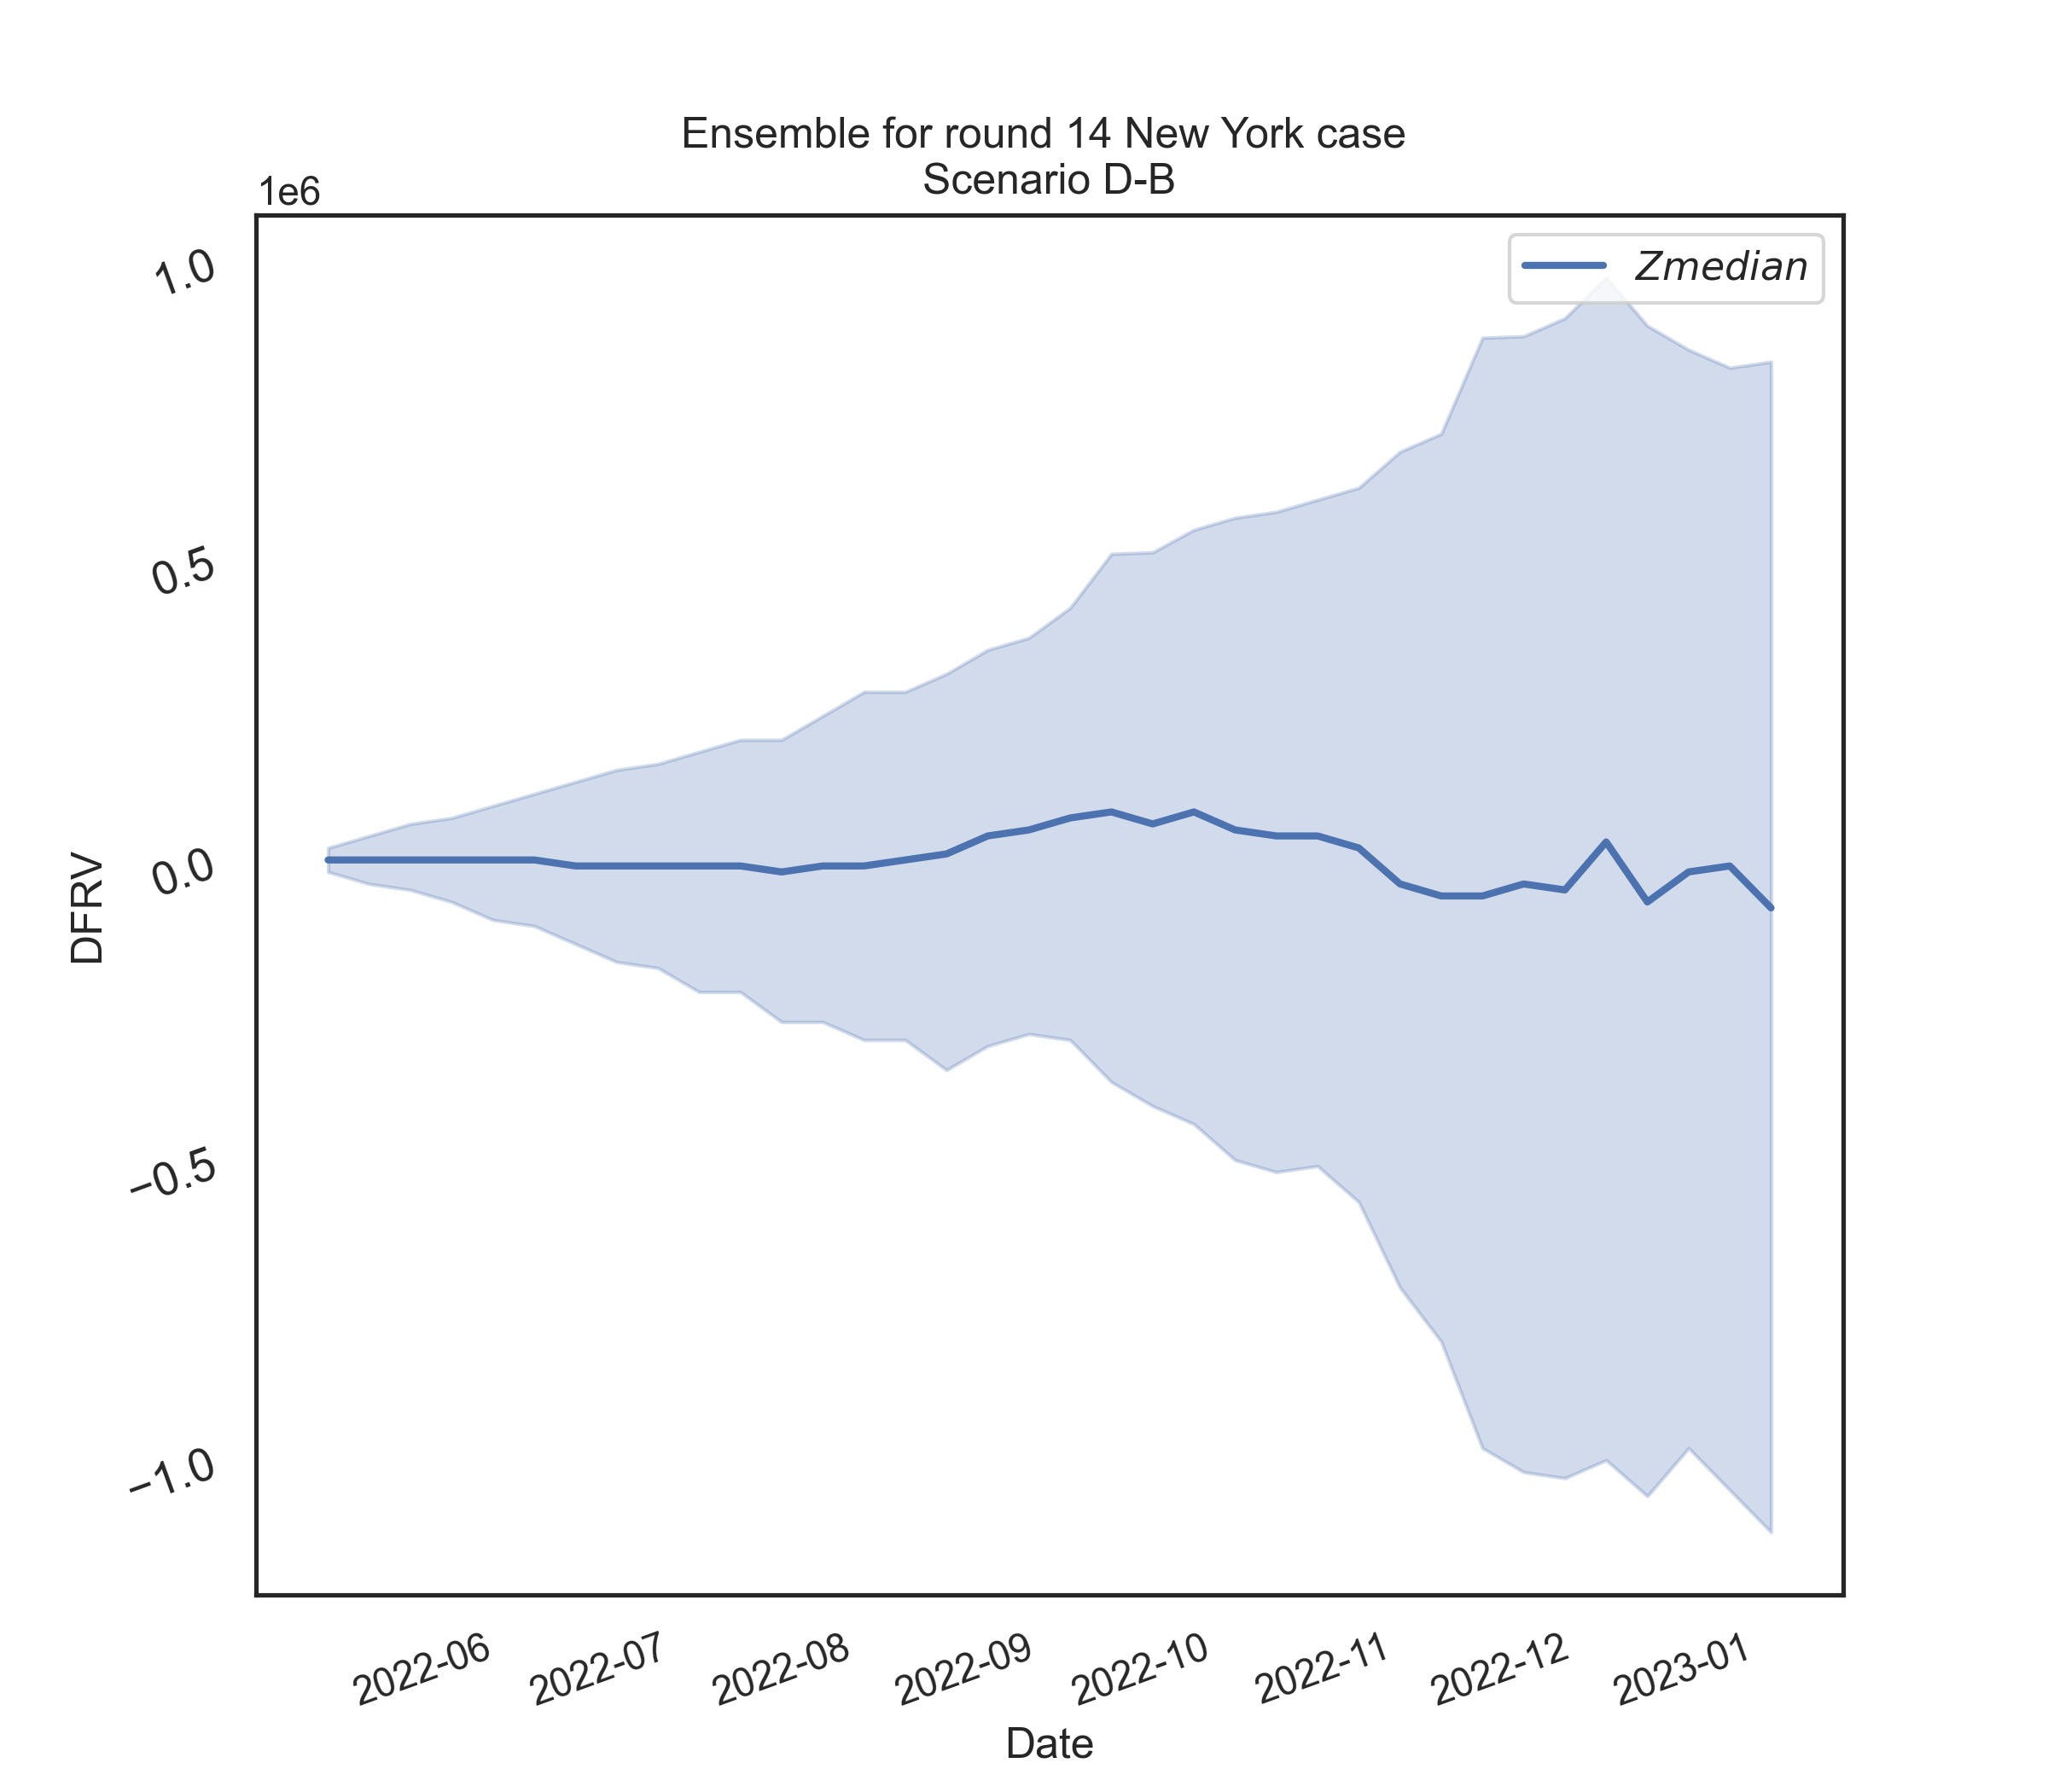 Ensemble for round 14 New York case
Scenario D-B
1e6
Zmedian
1.0
0.5
0.0
−0.5
−1.0
DFRV
2022-06 2022-07 2022-08 2022-09 2022-10 2022-11 2022-12 2023-01
Date